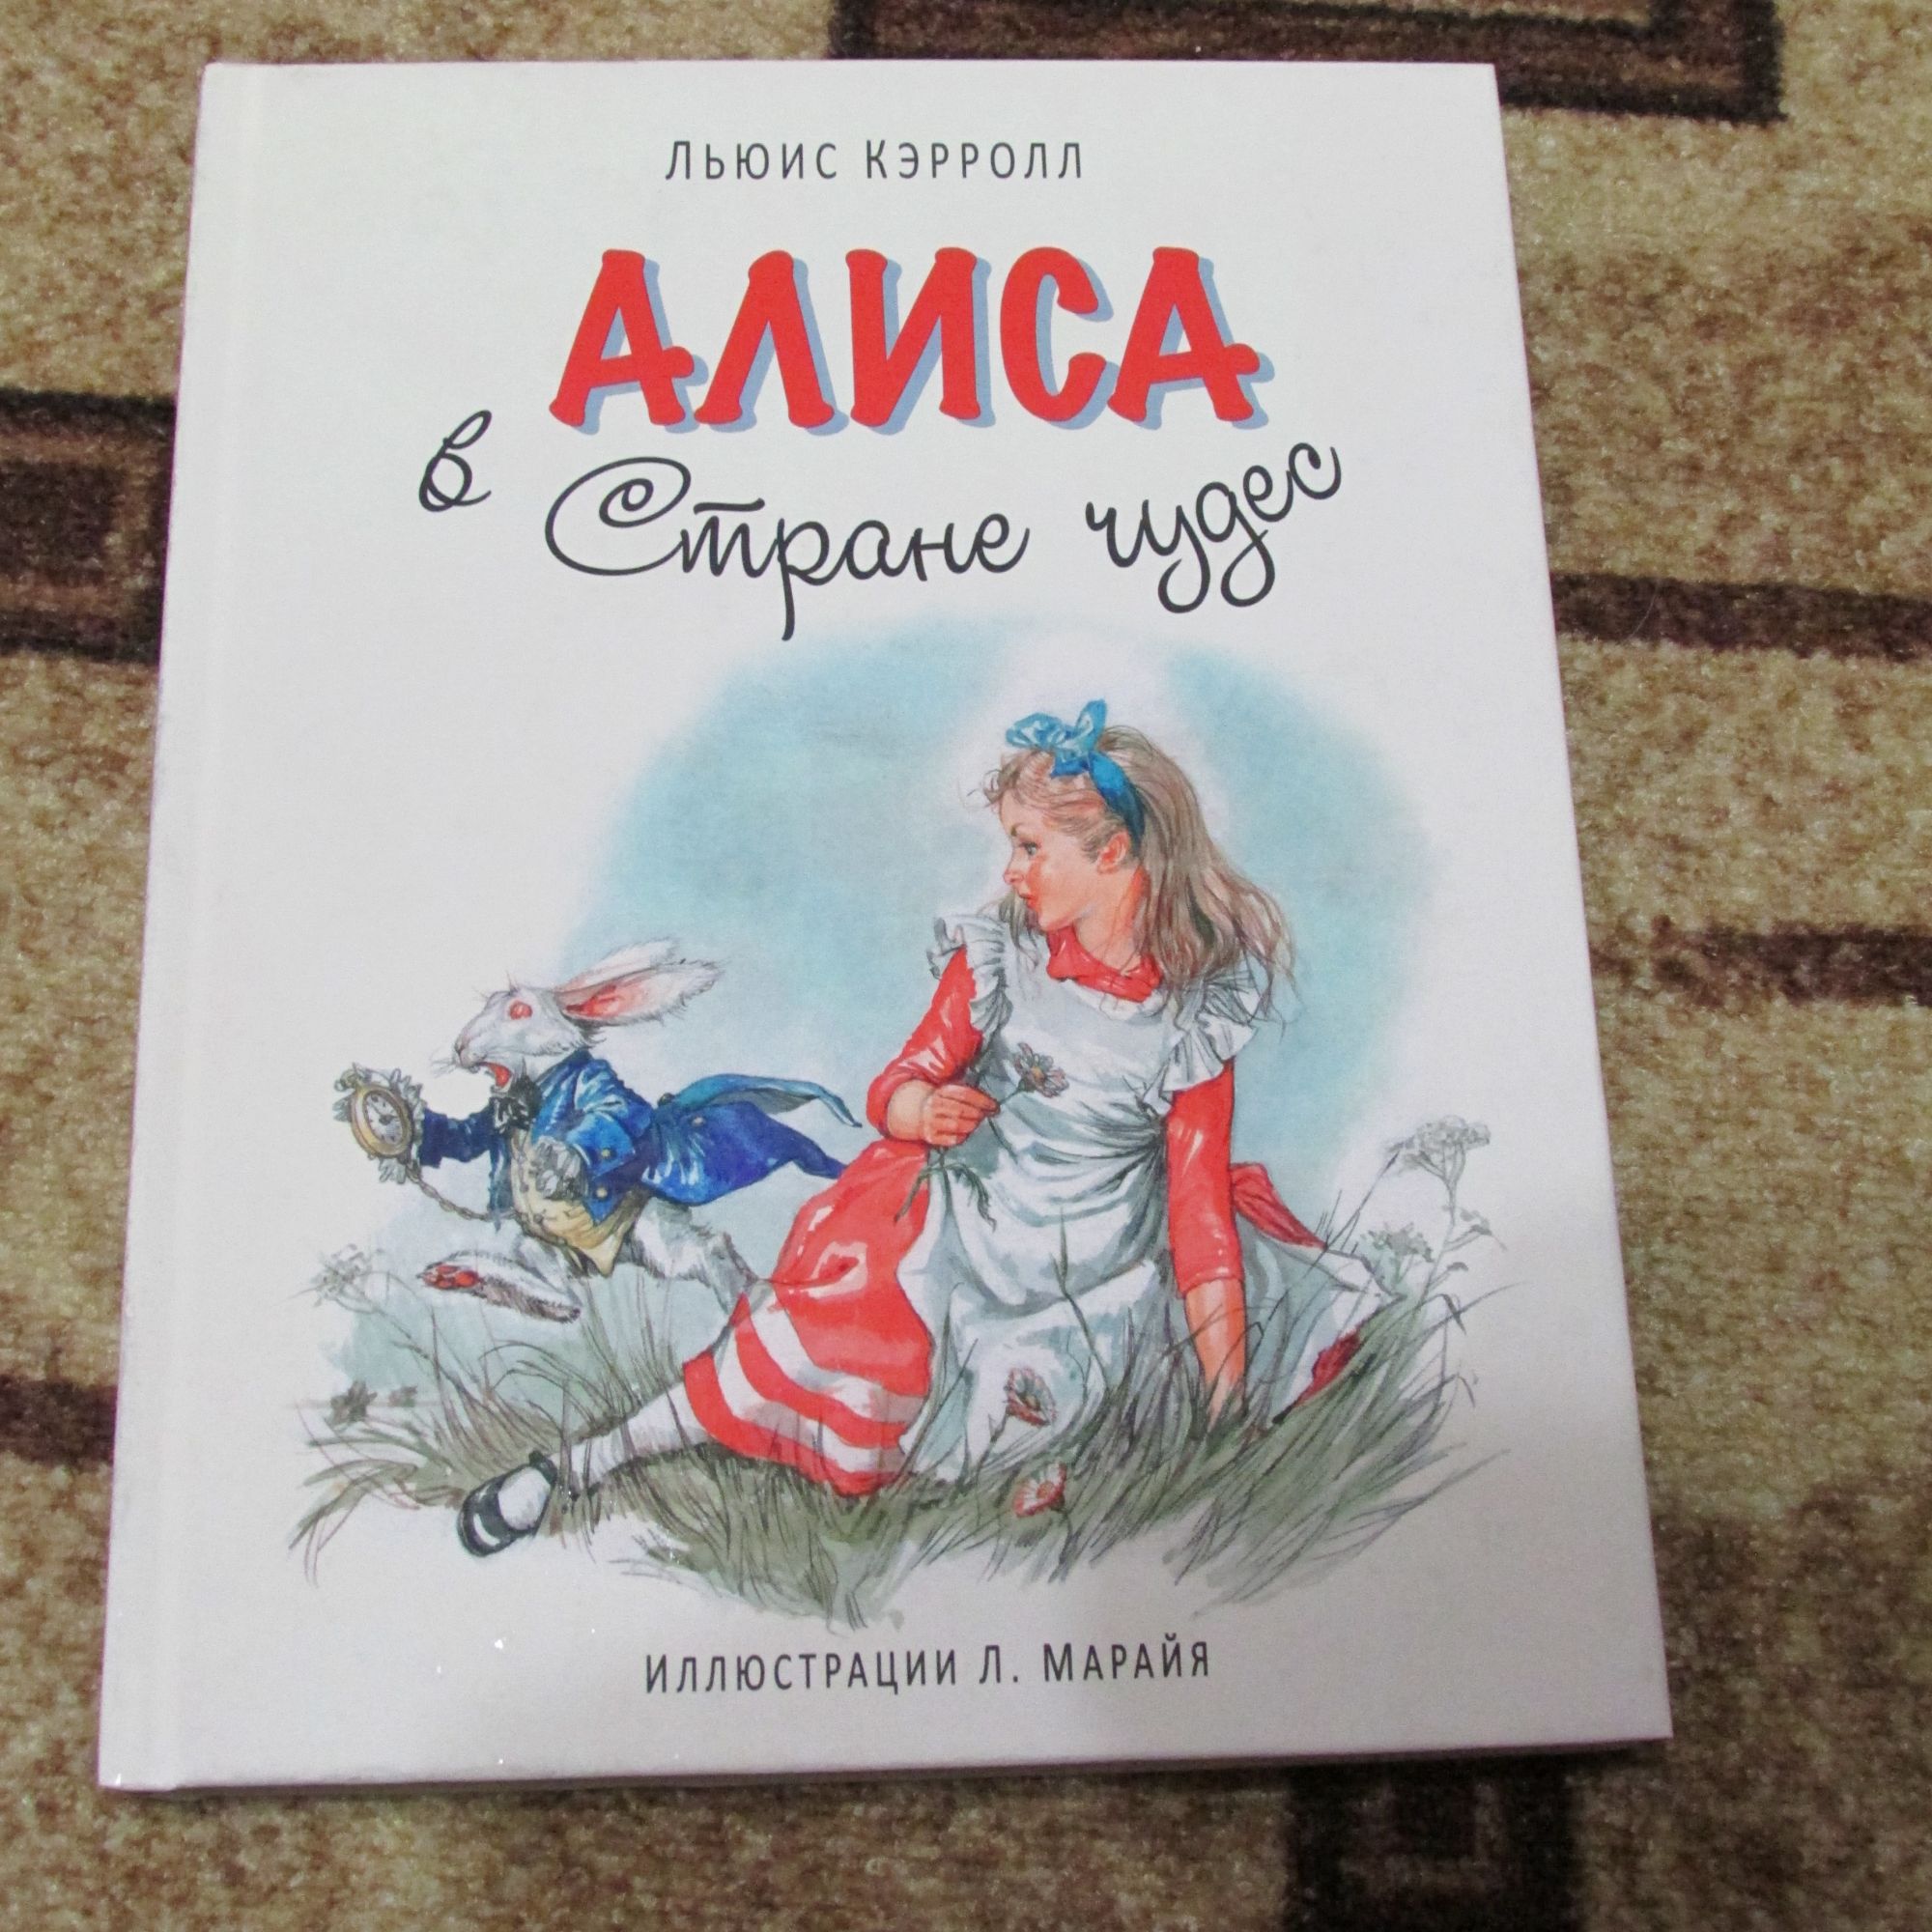 ЛЬЮИС КЭРРОЛЛ
АЛИСА
в Стране чудес
ИЛЛЮСТРАЦИИ Л. МАРАЙЯ